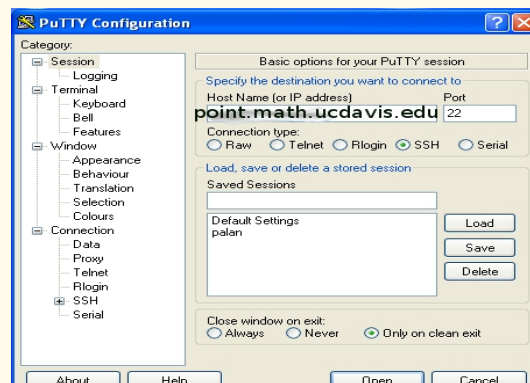 PuTTY Configuration
Category:
Session
Logging
Terminal
Keyboard
Bell
Features
Window
Appearance
Behaviour
Translation
Selection
Colours
Connection
Data
Proxy
Telnet
Rlogin
SSH
Serial
Basic options for your PuTTY session
Specify the destination you want to connect to
Host Name (or IP address) Port
point.math.ucdavis.edu 22
Connection type:
Raw Telnet Rlogin SSH Serial
Load, save or delete a stored session
Saved Sessions
Default Settings
palan
Load
Save
Delete
Close window on exit:
Always Never Only on clean exit
About Help Open Cancel